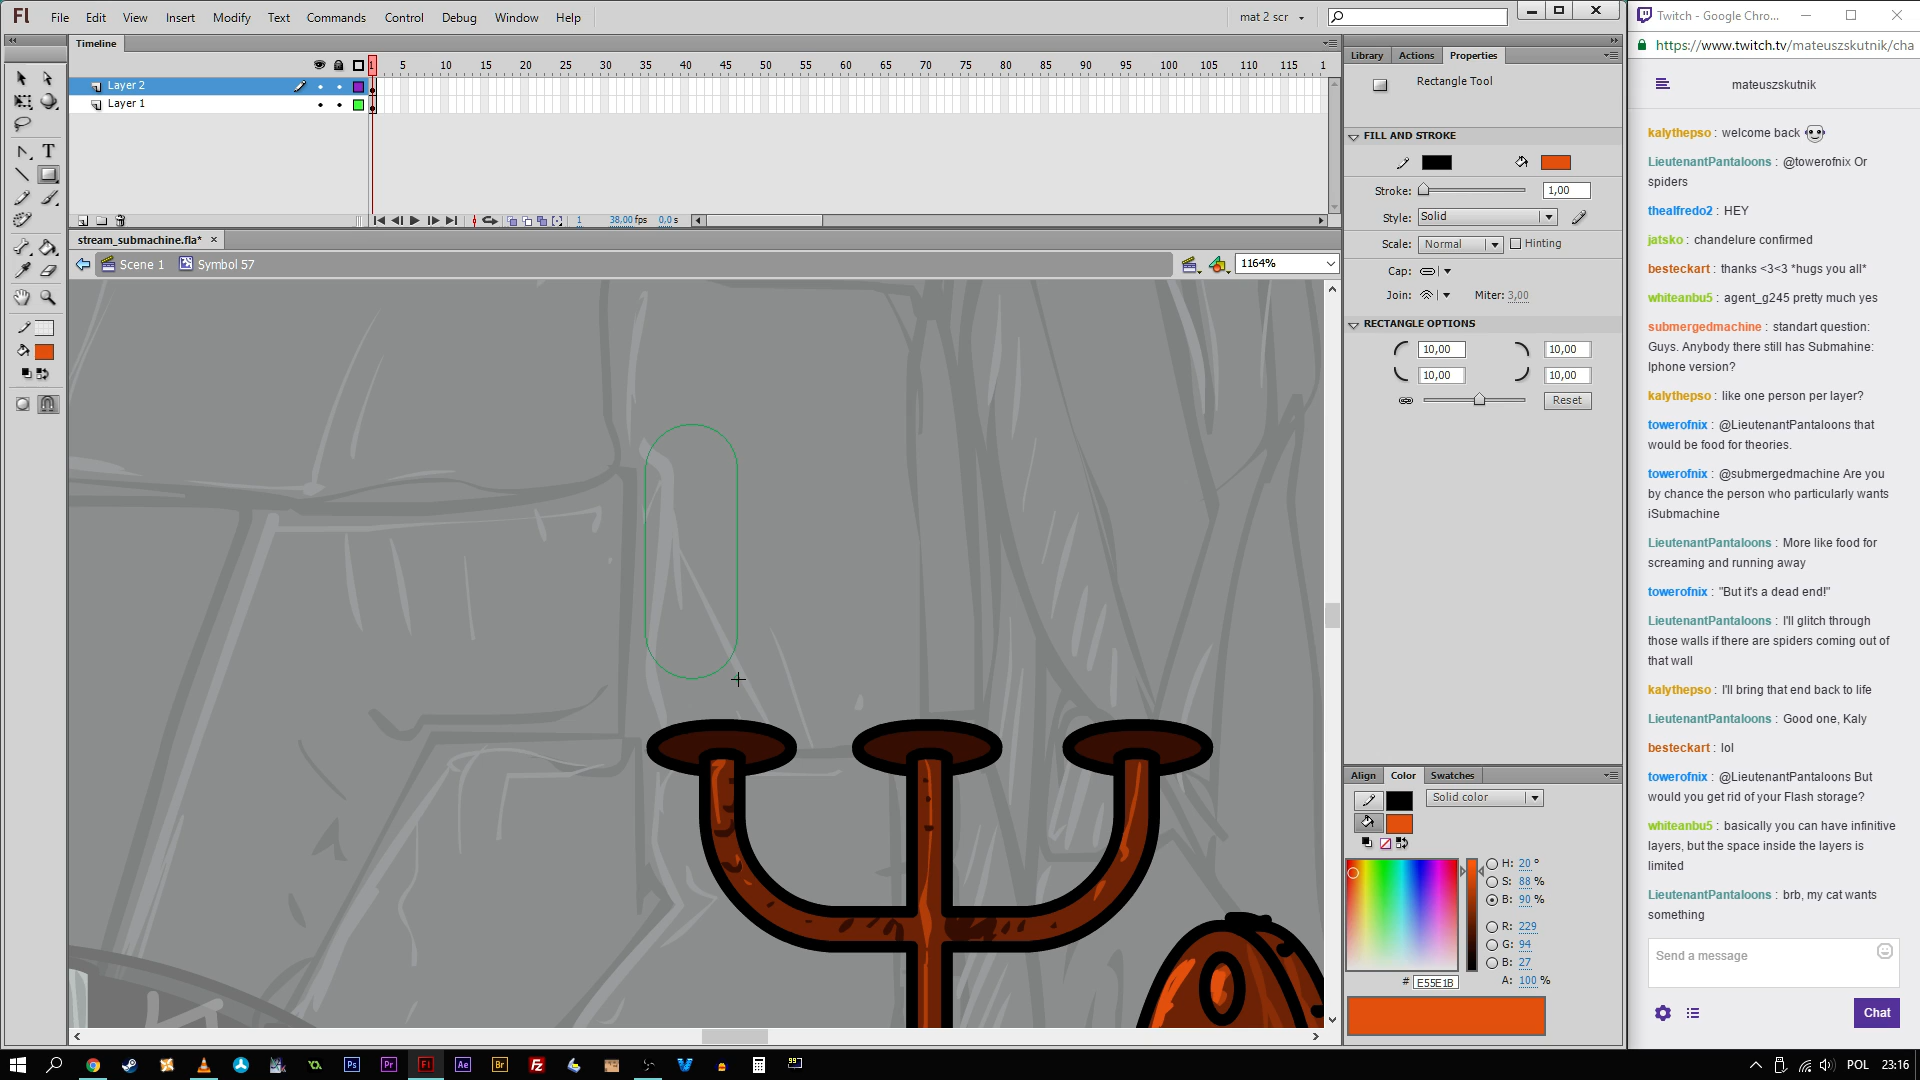 Fl File Edit View Insert Modify Text Commands Control Debug Window Help
mat 2 scr
Timeline
1 5 10 15 20 25 30 35 40 45 50 55 60 65 70 75 80 85 90 95 100 105 110 115 1
Layer 2
Layer 1
1 38,00 fps 0,0 s
stream_submachine.fla*
Scene 1 Symbol 57
1164%
Library Actions Properties
Rectangle Tool
FILL AND STROKE
Stroke: 1,00
Style: Solid
Scale: Normal Hinting
Cap:
Join: Miter: 3,00
RECTANGLE OPTIONS
10,00 10,00
10,00 10,00
Reset
Align Color Swatches
Solid color
H: 20 °
S: 88 %
B: 90 %
R: 229
G: 94
B: 27
# E55E1B A: 100 %
Twitch - Google Chro...
https://www.twitch.tv/mateuszskutnik/cha
mateuszskutnik
kalythepso : welcome back
LieutenantPantaloons : @towerofnix Or
spiders
thealfredo2 : HEY
jatsko : chandelure confirmed
besteckart : thanks <3<3 *hugs you all*
whiteanbu5 : agent_g245 pretty much yes
submergedmachine : standart question:
Guys. Anybody there still has Submahine:
Iphone version?
kalythepso : like one person per layer?
towerofnix : @LieutenantPantaloons that
would be food for theories.
towerofnix : @submergedmachine Are you
by chance the person who particularly wants
iSubmachine
LieutenantPantaloons : More like food for
screaming and running away
towerofnix : "But it's a dead end!"
LieutenantPantaloons : I'll glitch through
those walls if there are spiders coming out of
that wall
kalythepso : I'll bring that end back to life
LieutenantPantaloons : Good one, Kaly
besteckart : lol
towerofnix : @LieutenantPantaloons But
would you get rid of your Flash storage?
whiteanbu5 : basically you can have infinitive
layers, but the space inside the layers is
limited
LieutenantPantaloons : brb, my cat wants
something
Send a message
Chat
Ps Pr Fl Ae Br Fz
POL 23:16